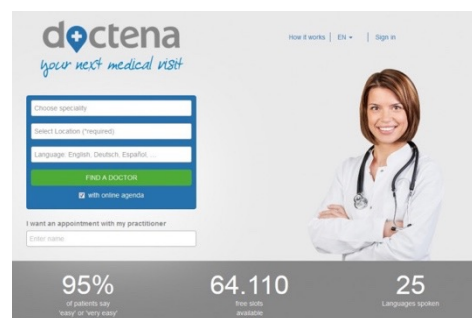 doctena
your next medical visit
How it works | EN | Sign in
Choose speciality
Select Location (*required)
Language: English, Deutsch, Español, ...
FIND A DOCTOR
with online agenda
I want an appointment with my practitioner
Enter name
95%
of patients say
'easy' or 'very easy'
64.110
free slots
available
25
Languages spoken